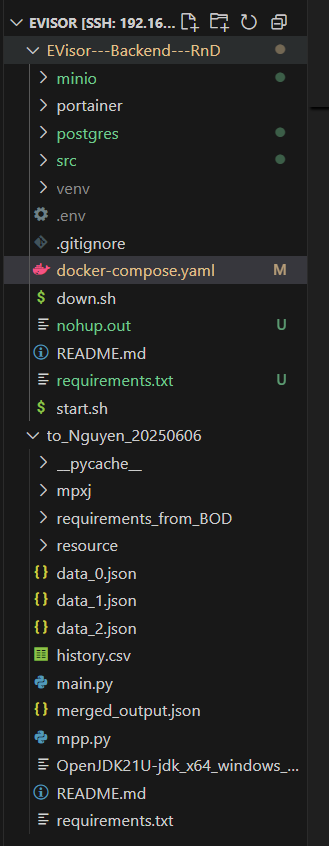 EVISOR [SSH: 192.16...
EVisor---Backend---RnD
minio
portainer
postgres
src
venv
.env
.gitignore
docker-compose.yaml M
$ down.sh
nohup.out U
README.md
requirements.txt U
$ start.sh
to_Nguyen_20250606
__pycache__
mpxj
requirements_from_BOD
resource
{} data_0.json
{} data_1.json
{} data_2.json
history.csv
main.py
{} merged_output.json
mpp.py
OpenJDK21U-jdk_x64_windows_...
README.md
requirements.txt